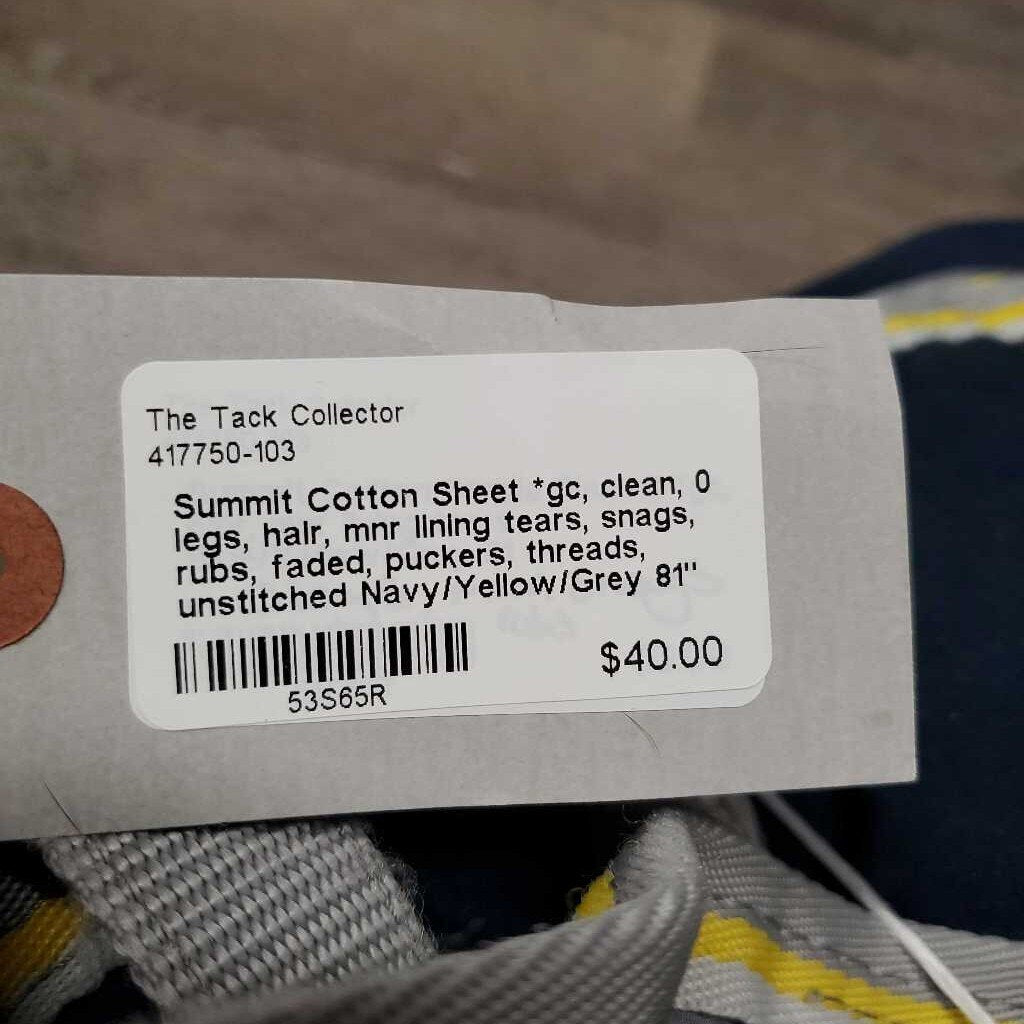 The Tack Collector
417750-103
Summit Cotton Sheet *gc, clean, 0
legs, hair, mnr lining tears, snags,
rubs, faded, puckers, threads,
unstitched Navy/Yellow/Grey 81"
$40.00
53S65R